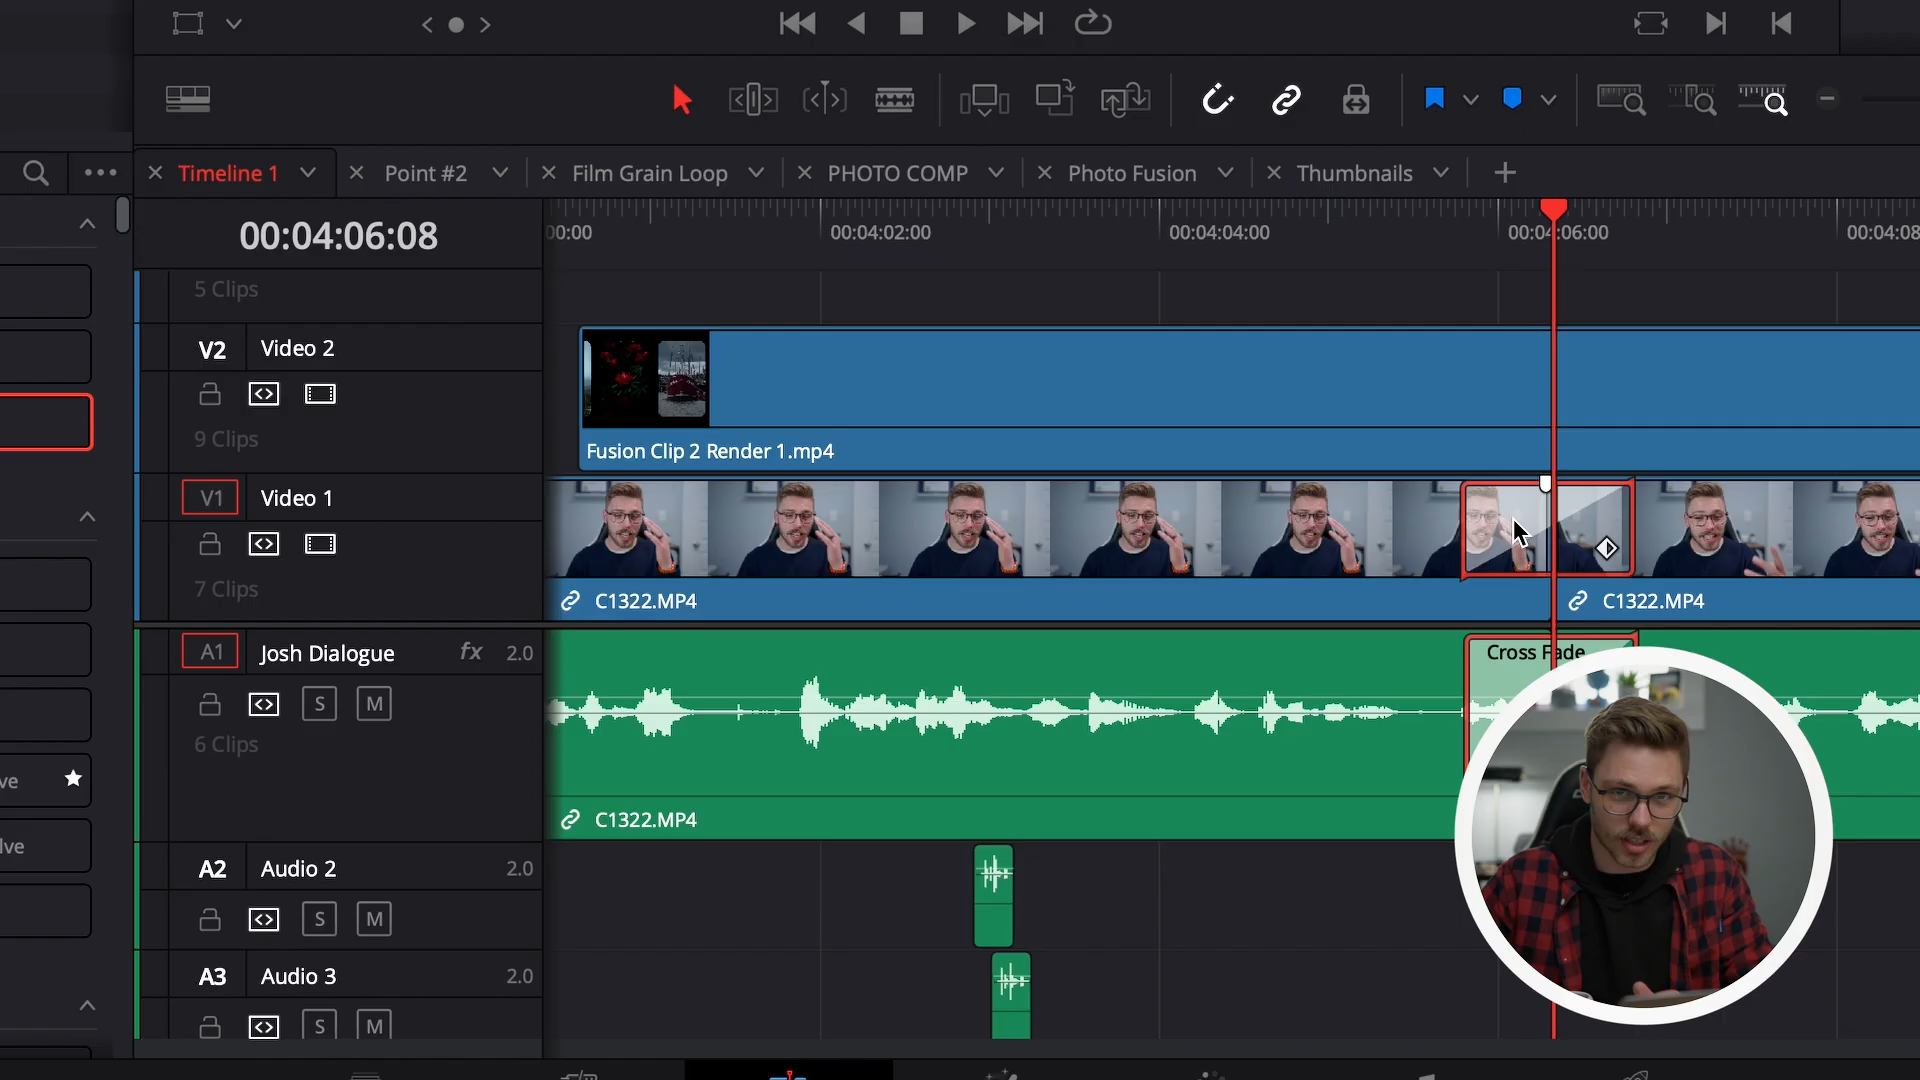 Timeline 1
Point #2
Film Grain Loop
PHOTO COMP
Photo Fusion
Thumbnails
00:04:06:08
00:00
00:04:02:00
00:04:04:00
00:04:06:00
00:04:08
5 Clips
V2 Video 2
9 Clips
Fusion Clip 2 Render 1.mp4
V1 Video 1
7 Clips
C1322.MP4
C1322.MP4
A1 Josh Dialogue fx 2.0
Cross Fade
S M
6 Clips
C1322.MP4
ve
lve
A2 Audio 2 2.0
S M
A3 Audio 3 2.0
S M